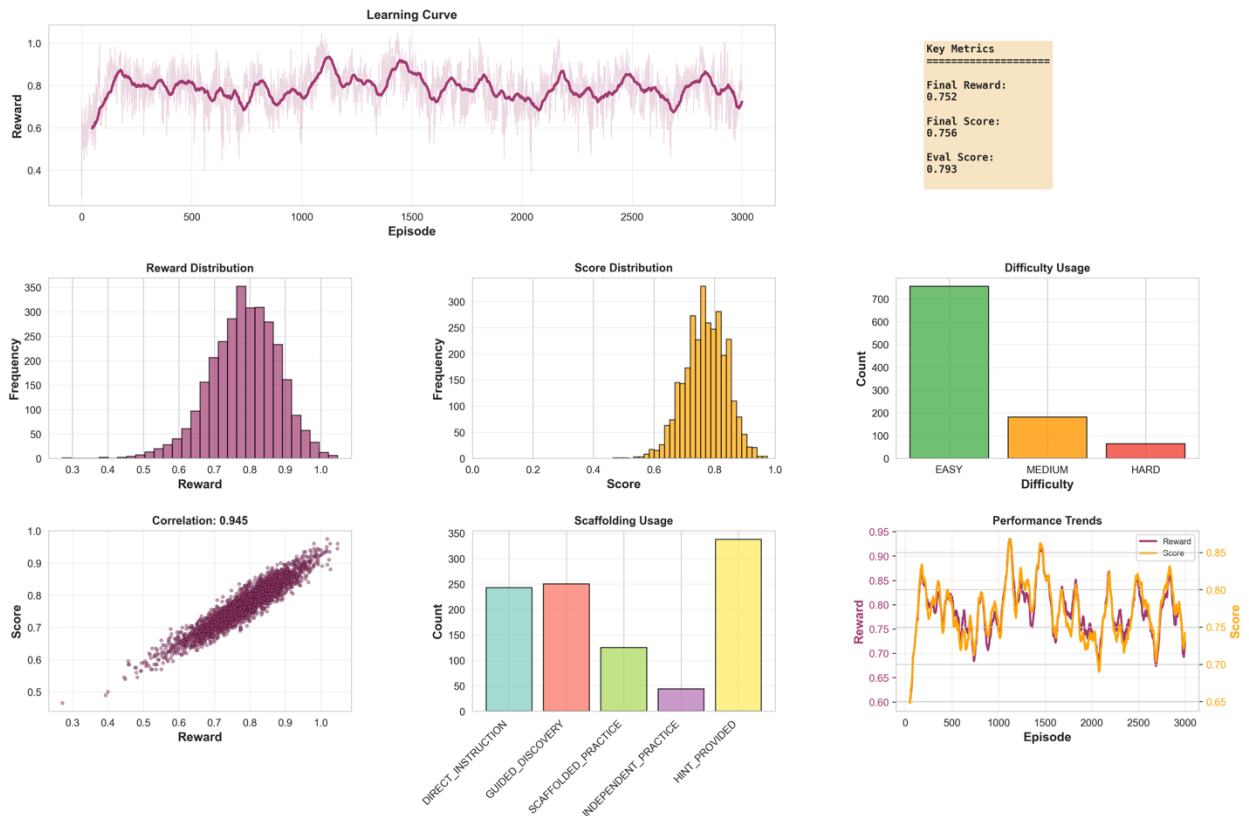 Learning Curve
1.0
0.8
0.6
0.4
Reward
0
500
1000
1500
2000
2500
3000
Episode
Key Metrics
====================
Final Reward:
0.752
Final Score:
0.756
Eval Score:
0.793
Reward Distribution
350
300
250
200
150
100
50
0
Frequency
0.3
0.4
0.5
0.6
0.7
0.8
0.9
1.0
Reward
Score Distribution
300
250
200
150
100
50
0
Frequency
0.0
0.2
0.4
0.6
0.8
1.0
Score
Difficulty Usage
700
600
500
400
300
200
100
0
Count
EASY
MEDIUM
HARD
Difficulty
Correlation: 0.945
1.0
0.9
0.8
0.7
0.6
0.5
Score
0.3
0.4
0.5
0.6
0.7
0.8
0.9
1.0
Reward
Scaffolding Usage
350
300
250
200
150
100
50
0
Count
DIRECT_INSTRUCTION
GUIDED_DISCOVERY
SCAFFOLDED_PRACTICE
INDEPENDENT_PRACTICE
HINT_PROVIDED
Performance Trends
0.95
0.90
0.85
0.80
0.75
0.70
0.65
0.60
Reward
Reward
Score
0.85
0.80
0.75
0.70
0.65
Score
0
500
1000
1500
2000
2500
3000
Episode